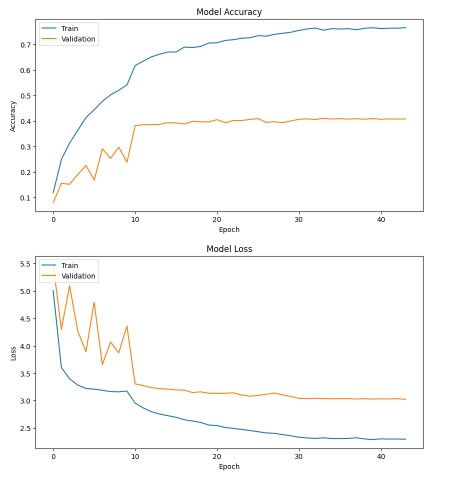 Model Accuracy
Train
Validation
0.7
0.6
0.5
0.4
0.3
0.2
0.1
Accuracy
0 10 20 30 40
Epoch
Model Loss
Train
Validation
5.5
5.0
4.5
4.0
3.5
3.0
2.5
Loss
0 10 20 30 40
Epoch